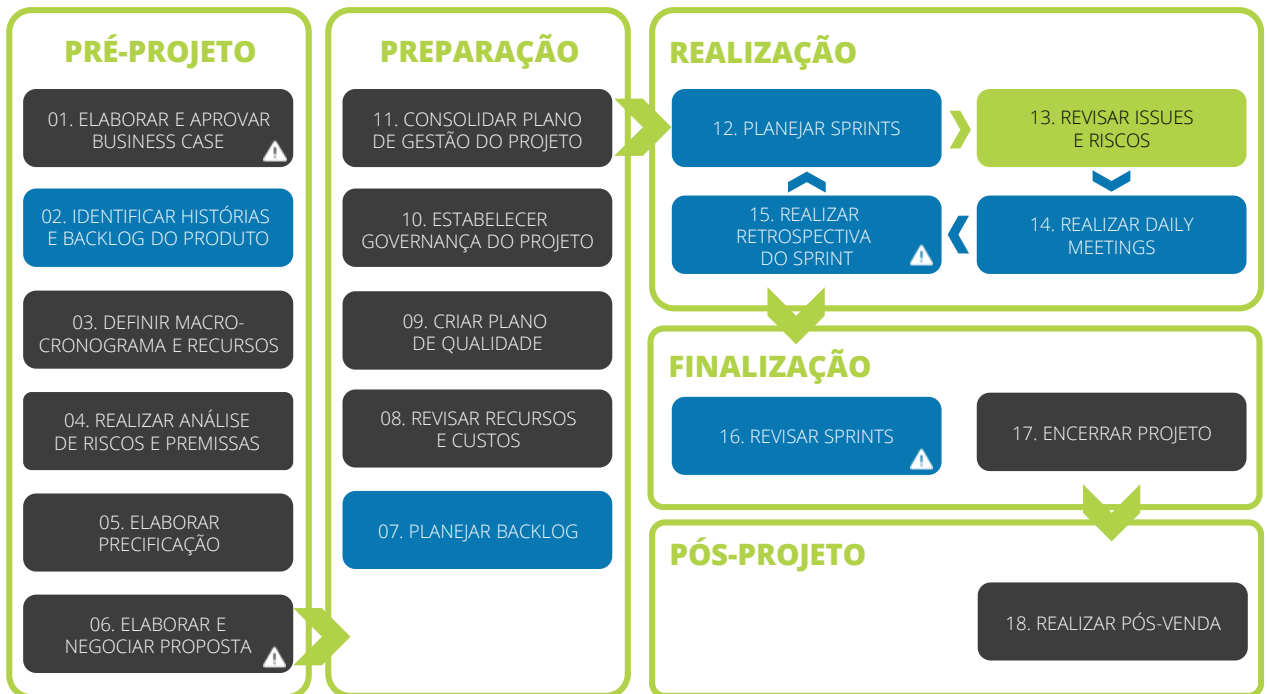 PRÉ-PROJETO
01. ELABORAR E APROVAR
BUSINESS CASE
02. IDENTIFICAR HISTÓRIAS
E BACKLOG DO PRODUTO
03. DEFINIR MACRO-
CRONOGRAMA E RECURSOS
04. REALIZAR ANÁLISE
DE RISCOS E PREMISSAS
05. ELABORAR
PRECIFICAÇÃO
06. ELABORAR E
NEGOCIAR PROPOSTA
PREPARAÇÃO
11. CONSOLIDAR PLANO
DE GESTÃO DO PROJETO
10. ESTABELECER
GOVERNANÇA DO PROJETO
09. CRIAR PLANO
DE QUALIDADE
08. REVISAR RECURSOS
E CUSTOS
07. PLANEJAR BACKLOG
REALIZAÇÃO
12. PLANEJAR SPRINTS
13. REVISAR ISSUES
E RISCOS
15. REALIZAR
RETROSPECTIVA
DO SPRINT
14. REALIZAR DAILY
MEETINGS
FINALIZAÇÃO
16. REVISAR SPRINTS
17. ENCERRAR PROJETO
PÓS-PROJETO
18. REALIZAR PÓS-VENDA